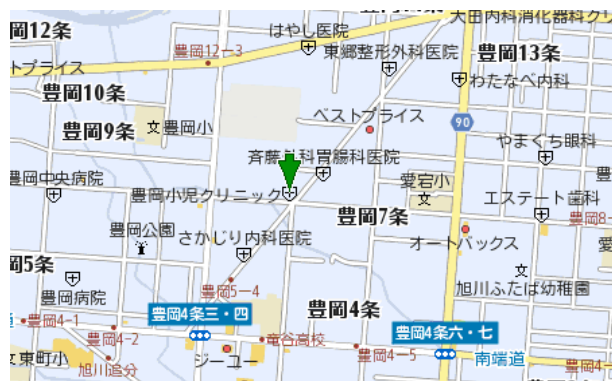 大田内科消化器科クリ
岡12条
はやし医院
豊岡12-3
東郷整形外科医院
豊岡13条
トプライス
わたなべ内科
豊岡10条
ベストプライス
90
豊岡9条
豊岡小
やまぐち眼科
斉藤外科胃腸科医院
豊岡中央病院
愛宕小
豊岡小児クリニック
エステート歯科
豊岡7条
豊岡8-
豊岡公園
さかじり内科医院
オートバックス
岡5条
豊岡5-4
旭川ふたば幼稚園
豊岡病院
豊岡4条
豊岡4条三・四
豊岡4-1
豊岡4-2
竜谷高校
豊岡4条六・七
東町小
旭川追分
ジーユー
豊岡4-5
南端道